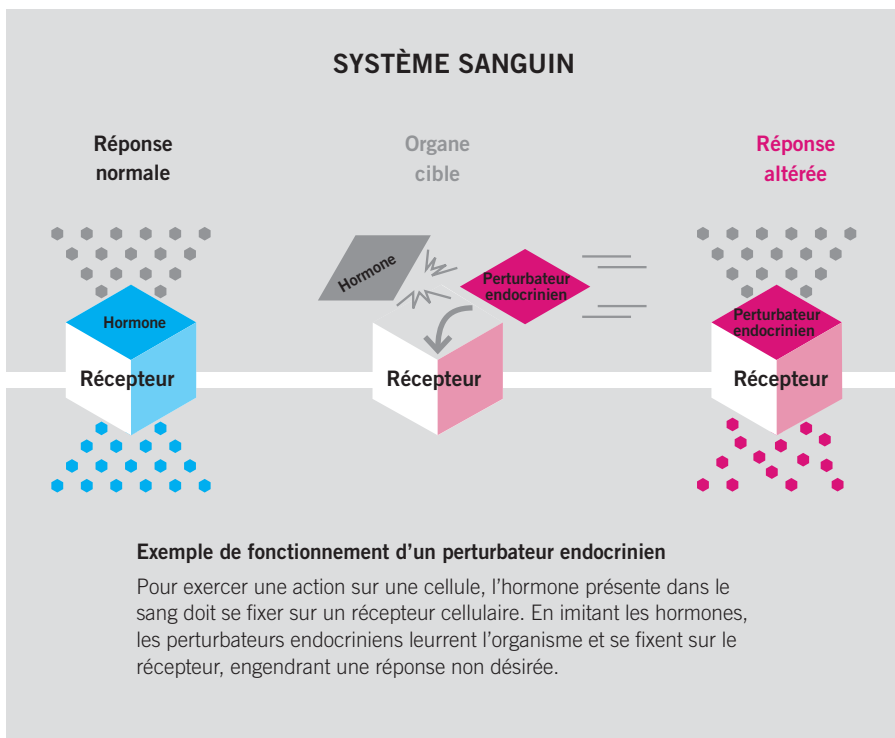 SYSTÈME SANGUIN
Réponse
normale
Organe
cible
Réponse
altérée
Hormone
Récepteur
Hormone
Perturbateur
endocrinien
Récepteur
Perturbateur
endocrinien
Récepteur
Exemple de fonctionnement d’un perturbateur endocrinien
Pour exercer une action sur une cellule, l’hormone présente dans le
sang doit se fixer sur un récepteur cellulaire. En imitant les hormones,
les perturbateurs endocriniens leurrent l’organisme et se fixent sur le
récepteur, engendrant une réponse non désirée.